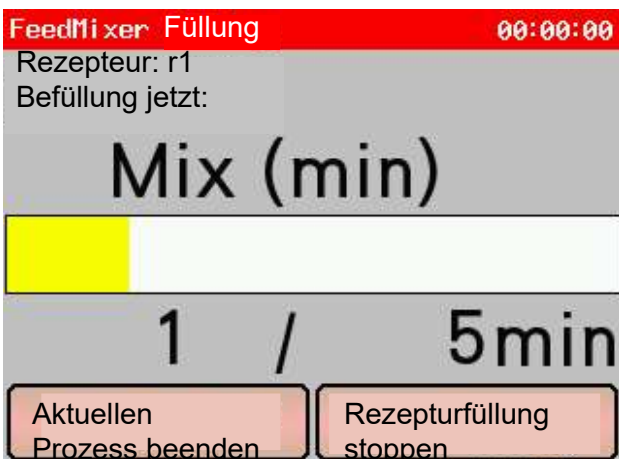 FeedMixer Füllung 00:00:00
Rezepteur: r1
Befüllung jetzt:
Mix (min)
1 / 5min
Aktuellen
Prozess beenden
Rezepturfüllung
stoppen